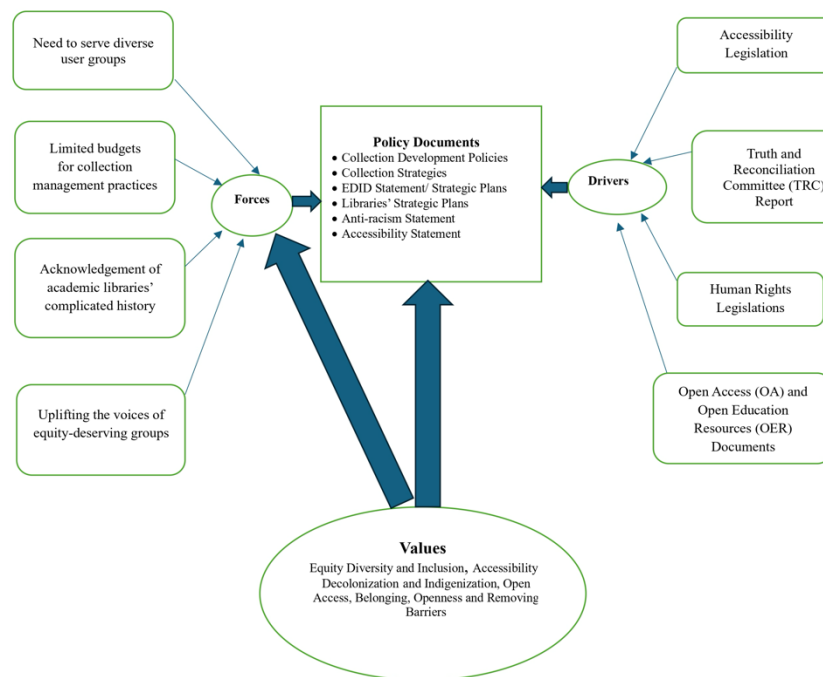 Need to serve diverse
user groups
Limited budgets
for collection
management practices
Acknowledgement of
academic libraries'
complicated history
Uplifting the voices of
equity-deserving groups
Forces
Policy Documents
• Collection Development Policies
• Collection Strategies
• EDID Statement/ Strategic Plans
• Libraries' Strategic Plans
• Anti-racism Statement
• Accessibility Statement
Drivers
Accessibility
Legislation
Truth and
Reconciliation
Committee (TRC)
Report
Human Rights
Legislations
Open Access (OA) and
Open Education
Resources (OER)
Documents
Values
Equity Diversity and Inclusion, Accessibility
Decolonization and Indigenization, Open
Access, Belonging, Openness and Removing
Barriers